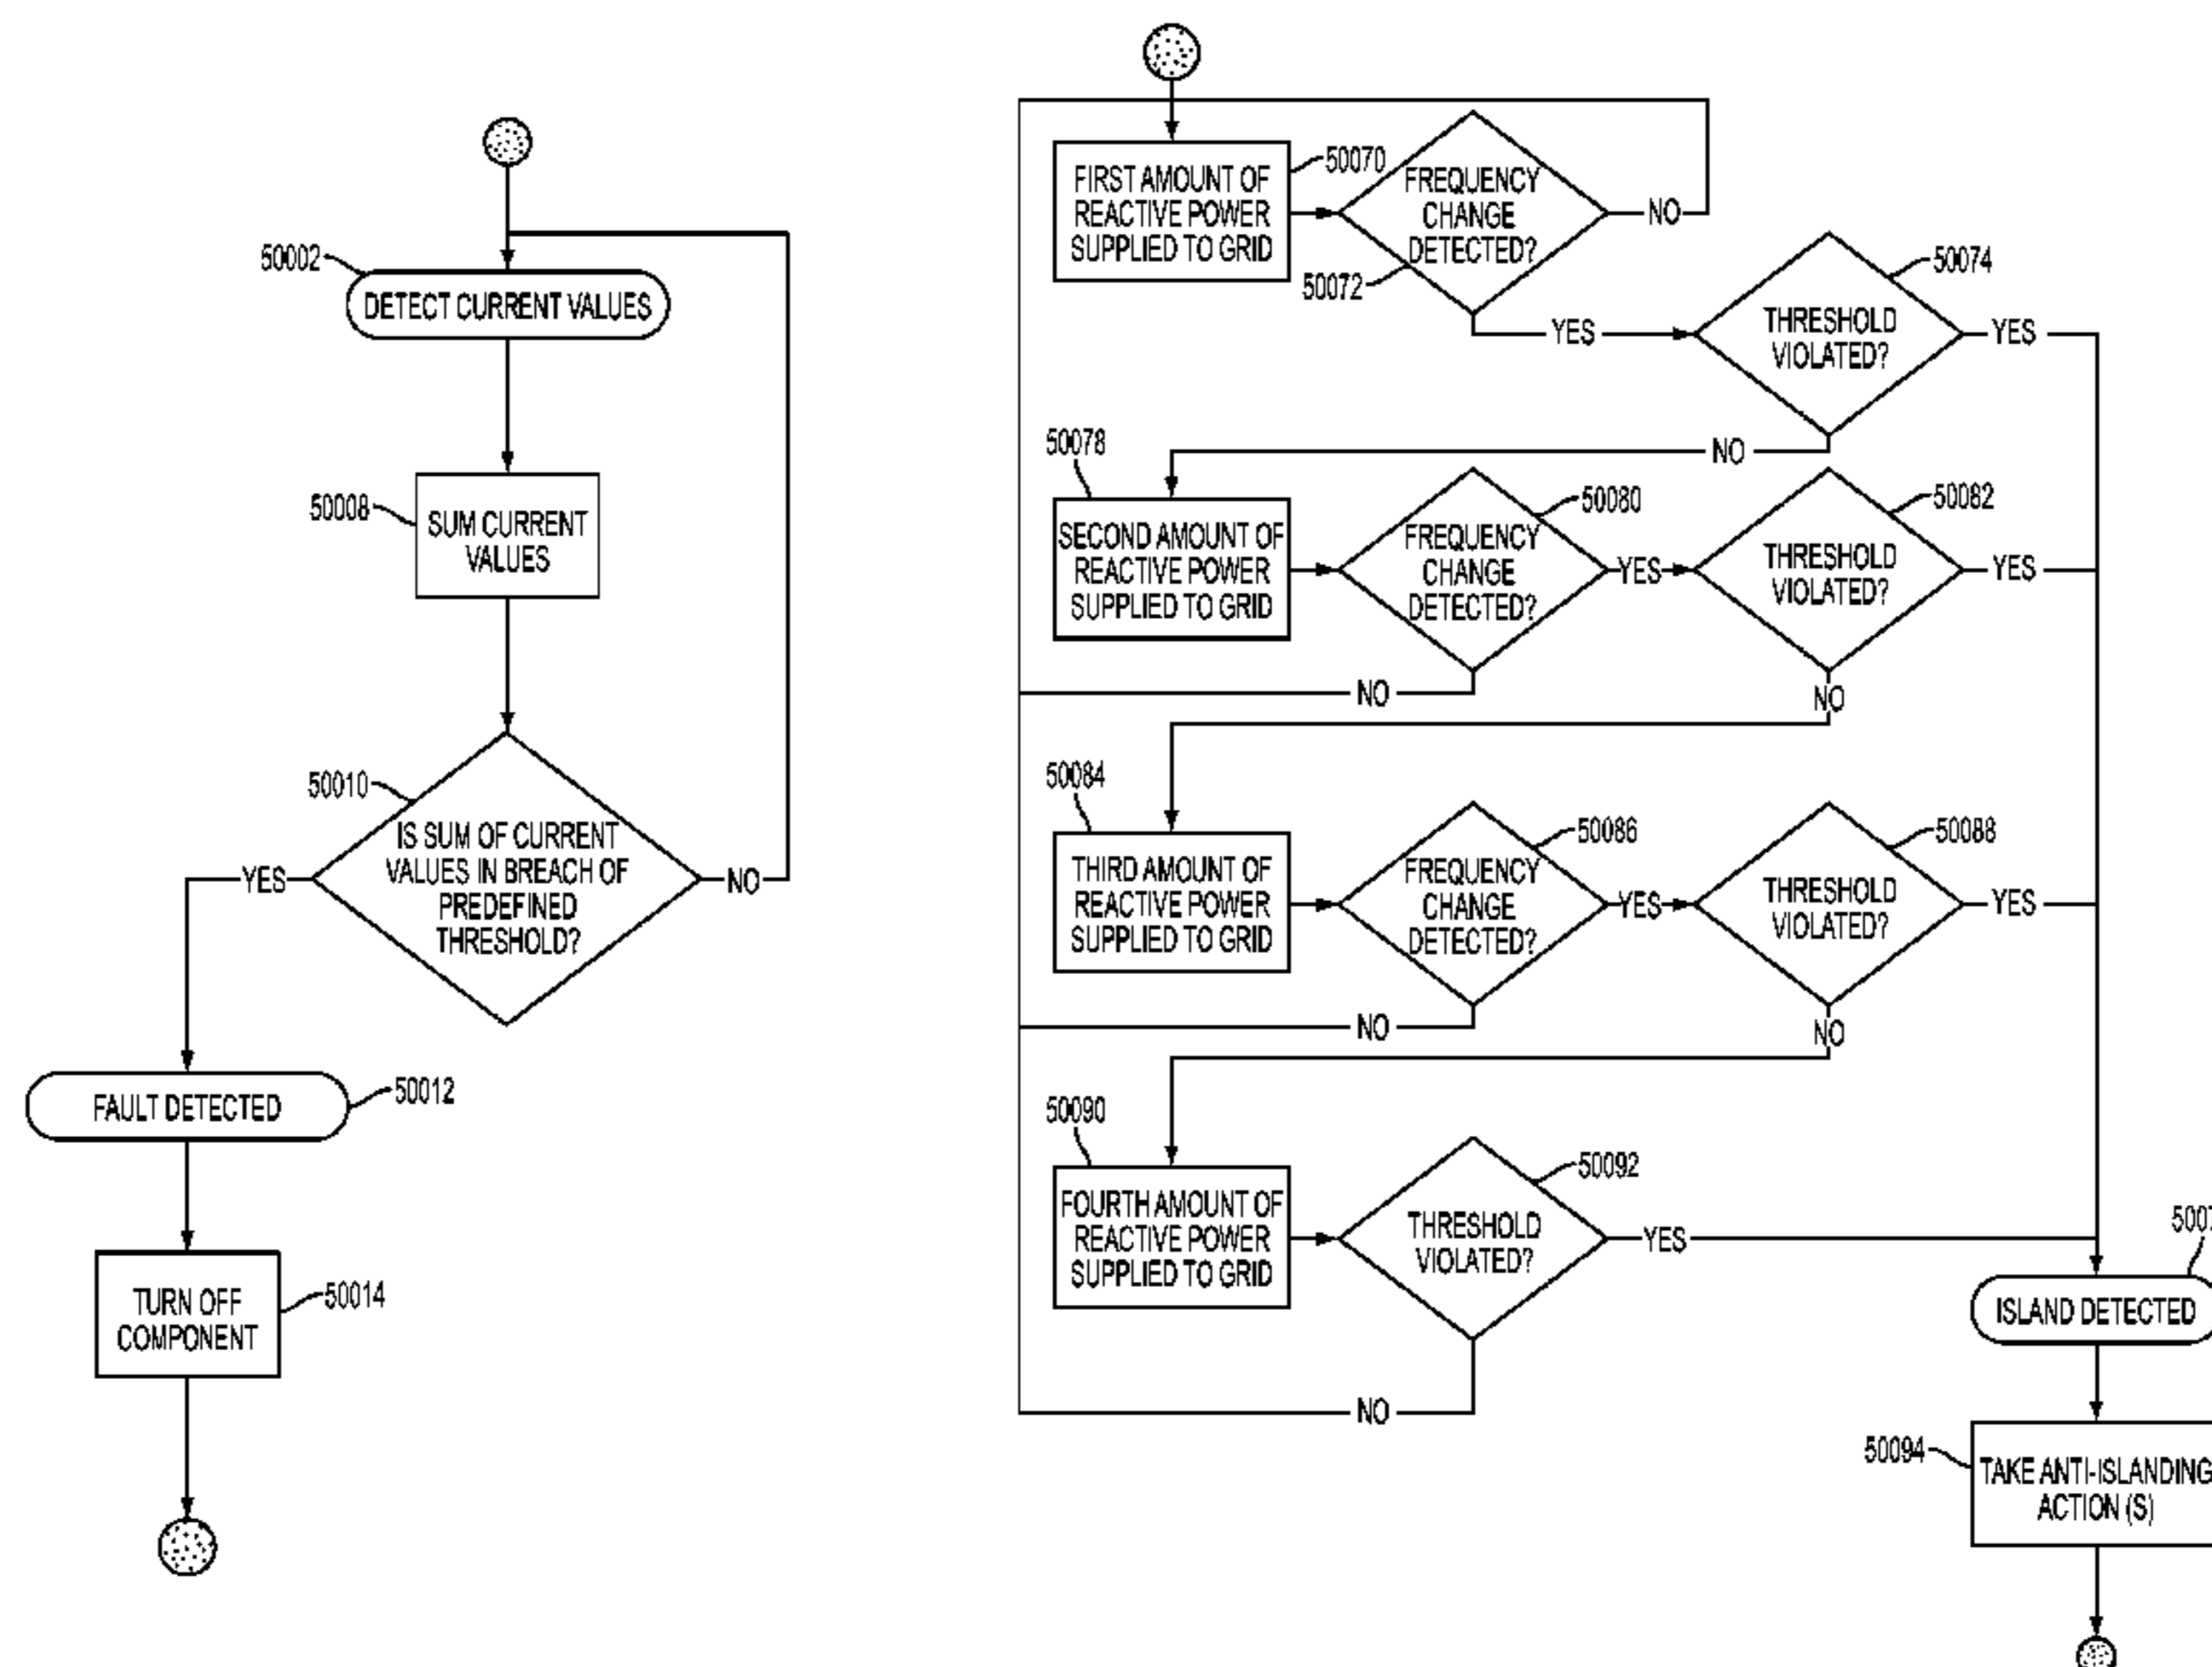 50002
DETECT CURRENT VALUES
50008
SUM CURRENT
VALUES
50010
IS SUM OF CURRENT
VALUES IN BREACH OF
PREDEFINED
THRESHOLD?
YES
NO
FAULT DETECTED
50012
TURN OFF
COMPONENT
50014
FIRST AMOUNT OF
REACTIVE POWER
SUPPLIED TO GRID
50070
FREQUENCY
CHANGE
DETECTED?
50072
NO
YES
50074
THRESHOLD
VIOLATED?
YES
NO
50078
SECOND AMOUNT OF
REACTIVE POWER
SUPPLIED TO GRID
50080
FREQUENCY
CHANGE
DETECTED?
YES
NO
50082
THRESHOLD
VIOLATED?
YES
NO
50084
THIRD AMOUNT OF
REACTIVE POWER
SUPPLIED TO GRID
50086
FREQUENCY
CHANGE
DETECTED?
YES
NO
50088
THRESHOLD
VIOLATED?
YES
NO
50090
FOURTH AMOUNT OF
REACTIVE POWER
SUPPLIED TO GRID
50092
THRESHOLD
VIOLATED?
YES
NO
ISLAND DETECTED
50094
TAKE ANTI-ISLANDING
ACTION (S)